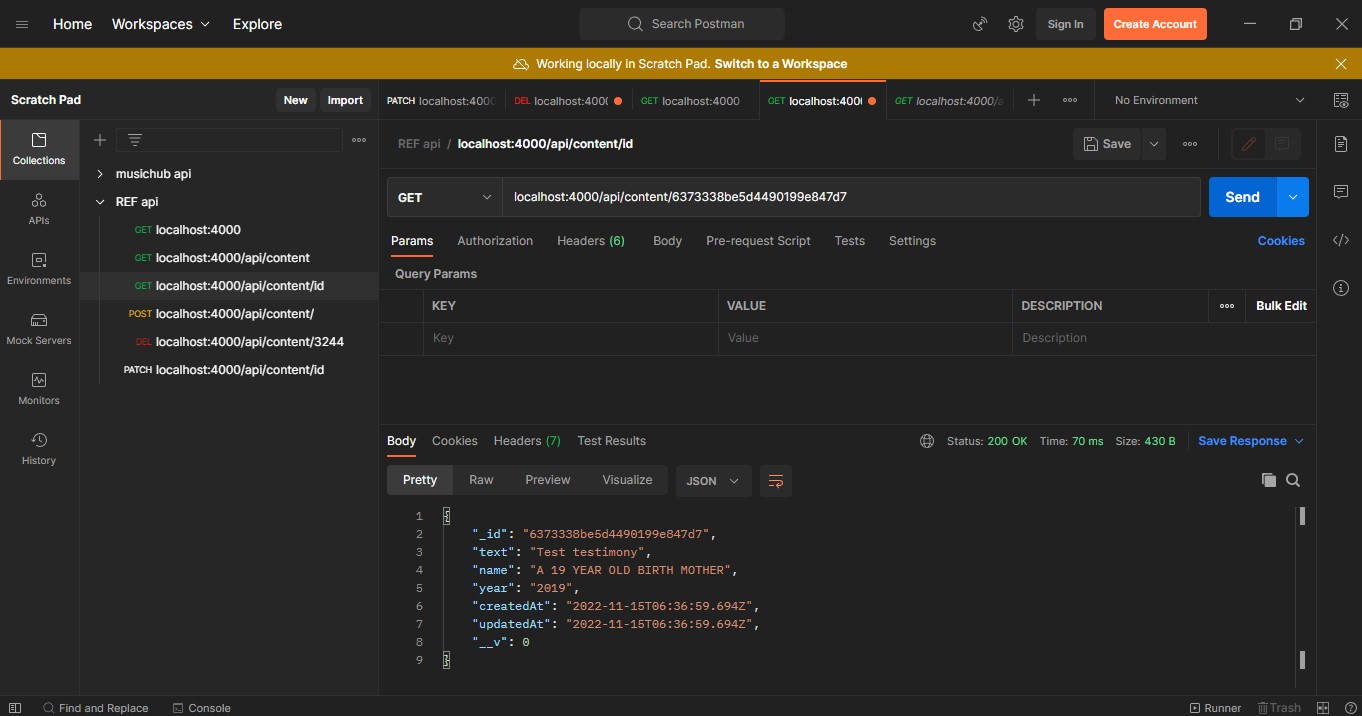 Home Workspaces Explore Search Postman Sign In Create Account
Working locally in Scratch Pad. Switch to a Workspace
Scratch Pad New Import
PATCH localhost:4000 DEL localhost:4000 GET localhost:4000 GET localhost:4000 GET localhost:4000/a No Environment
Collections
APIs
Environments
Mock Servers
Monitors
History
musichub api
REF api
GET localhost:4000
GET localhost:4000/api/content
GET localhost:4000/api/content/id
POST localhost:4000/api/content/
DEL localhost:4000/api/content/3244
PATCH localhost:4000/api/content/id
REF api / localhost:4000/api/content/id Save
GET localhost:4000/api/content/6373338be5d4490199e847d7 Send
Params Authorization Headers (6) Body Pre-request Script Tests Settings Cookies
Query Params
KEY VALUE DESCRIPTION Bulk Edit
Key Value Description
Body Cookies Headers (7) Test Results Status: 200 OK Time: 70 ms Size: 430 B Save Response
Pretty Raw Preview Visualize JSON
1 {
2 "_id": "6373338be5d4490199e847d7",
3 "text": "Test testimony",
4 "name": "A 19 YEAR OLD BIRTH MOTHER",
5 "year": "2019",
6 "createdAt": "2022-11-15T06:36:59.694Z",
7 "updatedAt": "2022-11-15T06:36:59.694Z",
8 "__v": 0
9 }
Find and Replace Console Runner Trash